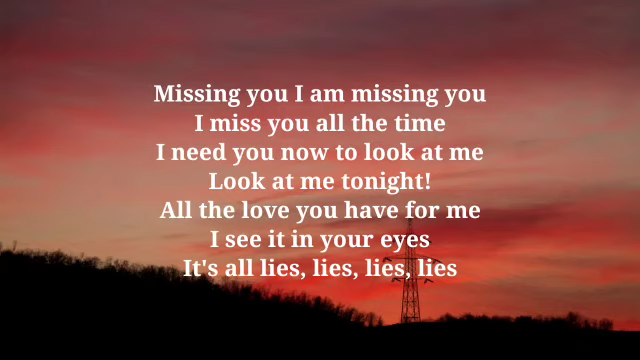 Missing you I am missing you
I miss you all the time
I need you now to look at me
Look at me tonight!
All the love you have for me
I see it in your eyes
It's all lies, lies, lies, lies